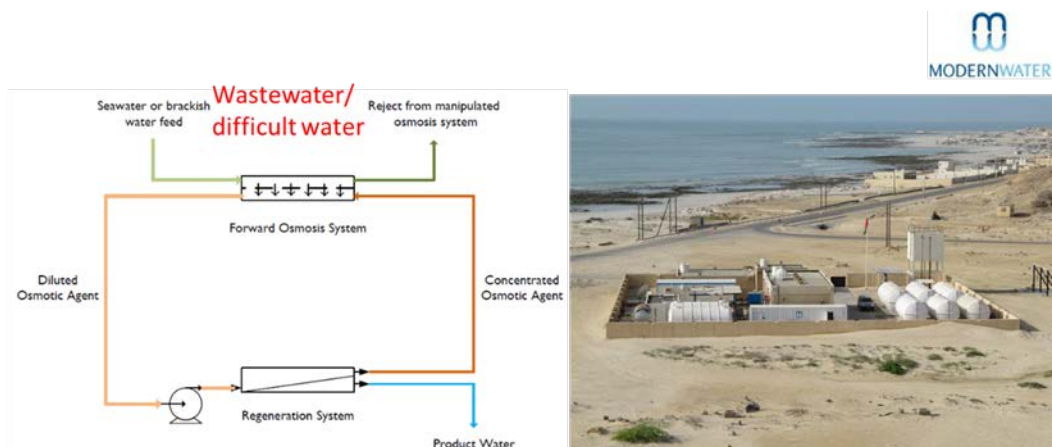 MODERNWATER
Wastewater/
difficult water
Seawater or brackish
water feed
Reject from manipulated
osmosis system
Forward Osmosis System
Diluted
Osmotic Agent
Concentrated
Osmotic Agent
Regeneration System
Product Water